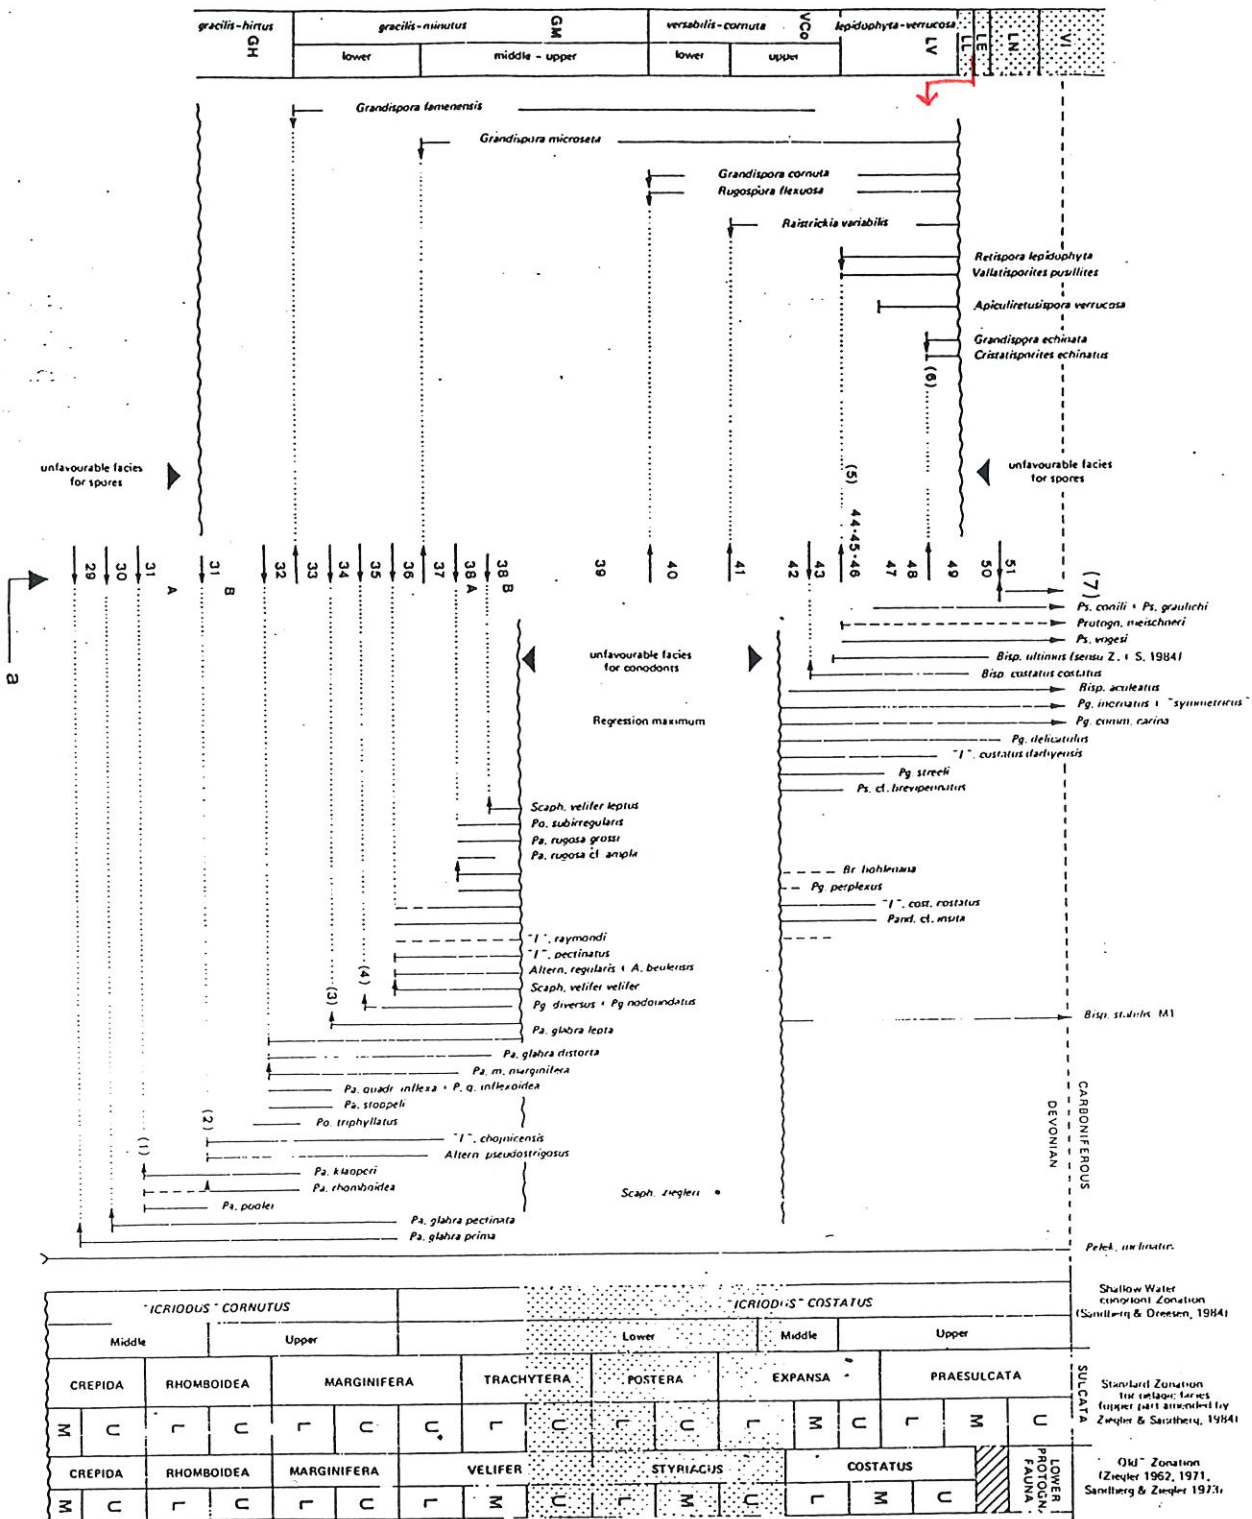 gracilis-hirtus
GH
gracilis-minutus
GM
lower
middle - upper
versabilis-cornuta
VCo
lower
upper
lepidophyta-verrucosa
LV
LL
LE
LN
VI
Grandispora famenensis
Grandispora microseta
Grandispora cornuta
Rugospora flexuosa
Raistrickia variabilis
Retispora lepidophyta
Vallatisporites pusillites
Apiculiretusispora verrucosa
Grandispora echinata
Cristatisporites echinatus
(6)
unfavourable facies
for spores
(5)
unfavourable facies
for spores
29
30
31
A
31
B
32
33
34
35
36
37
38 A
38 B
39
40
41
42
43
44-45-46
47
48
49
50
51
(7)
a
Ps. conili + Ps. graulichi
Protogn. meischneri
Ps. vogesi
Bisp. ultimus (sensu Z. + S. 1984)
Bisp. costatus costatus
Bisp. aculeatus
Pg. inornatus + "symmetricus"
Pg. comm. carina
Pg. delicatulus
"I". costatus darbyensis
Pg. streeli
Ps. cf. brevipennatus
unfavourable facies
for conodonts
Regression maximum
Scaph. velifer leptus
Po. subirregularis
Pa. rugosa grossi
Pa. rugosa cf. ampla
Br. bohlenana
Pg. perplexus
"I". cost. costatus
Pand. cf. insita
"I". raymondi
"I". pectinatus
Altern. regularis + A. beulensis
Scaph. velifer velifer
(4)
Pg diversus + Pg nodoundatus
(3)
Pa. glabra lepta
Bisp. stabilis M1
Pa. glabra distorta
Pa. m. marginifera
Pa. quadr inflexa + P. q. inflexoidea
Pa. stoppeli
Po. triphyllatus
(2)
"I". chojnicensis
Altern pseudostrigosus
(1)
Pa. klapperi
Pa. rhomboidea
Pa. poolei
Scaph. ziegleri
Pa. glabra pectinata
Pa. glabra prima
Pelek. inclinatus
DEVONIAN
CARBONIFEROUS
"ICRIODUS" CORNUTUS
"ICRIODUS" COSTATUS
Shallow Water
conodont Zonation
(Sandberg & Dreesen, 1984)
Middle
Upper
Lower
Middle
Upper
CREPIDA
RHOMBOIDEA
MARGINIFERA
TRACHYTERA
POSTERA
EXPANSA
PRAESULCATA
SULCATA
Standard Zonation
for pelagic facies
(upper part amended by
Ziegler & Sandberg, 1984)
M
U
L
U
L
U
U
L
U
L
U
L
M
U
L
M
U
CREPIDA
RHOMBOIDEA
MARGINIFERA
VELIFER
STYRIACUS
COSTATUS
LOWER
PROTOGN.
FAUNA
"Old" Zonation
(Ziegler 1962, 1971,
Sandberg & Ziegler 1973)
M
U
L
U
L
U
L
M
U
L
M
U
L
M
U